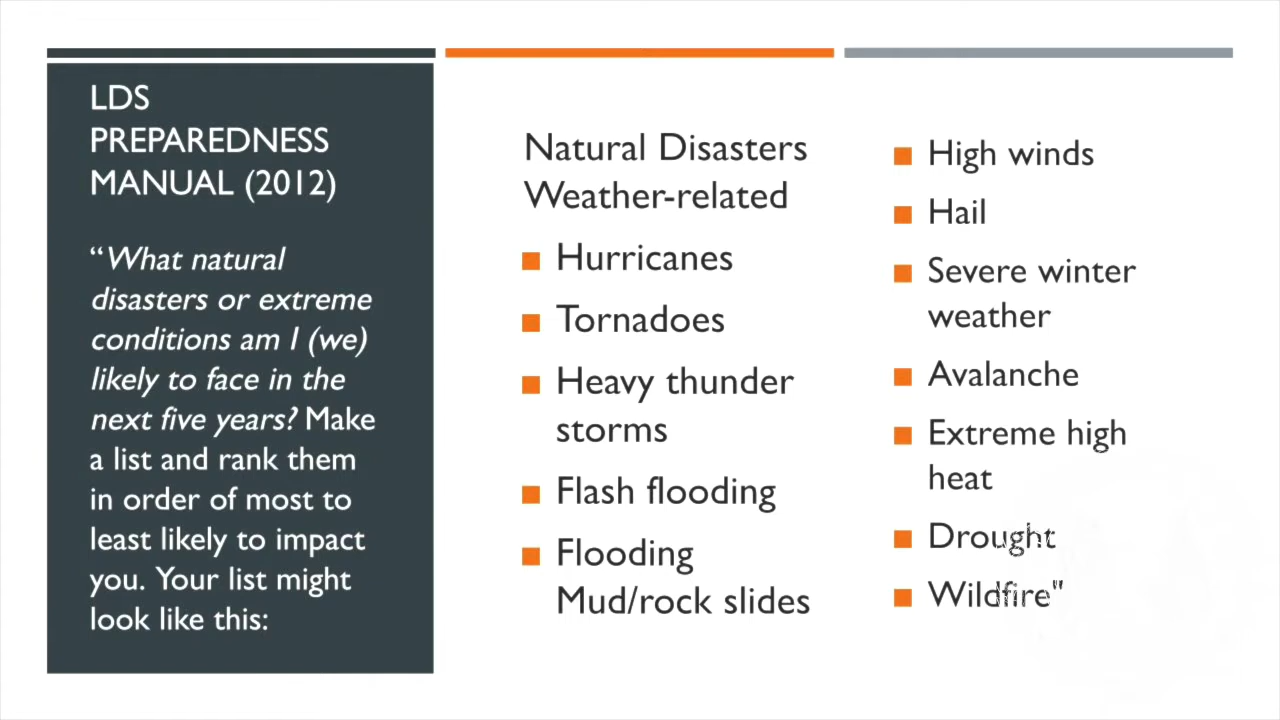 LDS
PREPAREDNESS
MANUAL (2012)
“What natural
disasters or extreme
conditions am I (we)
likely to face in the
next five years? Make
a list and rank them
in order of most to
least likely to impact
you. Your list might
look like this:
Natural Disasters
Weather-related
Hurricanes
Tornadoes
Heavy thunder
storms
Flash flooding
Flooding
Mud/rock slides
High winds
Hail
Severe winter
weather
Avalanche
Extreme high
heat
Drought
Wildfire"